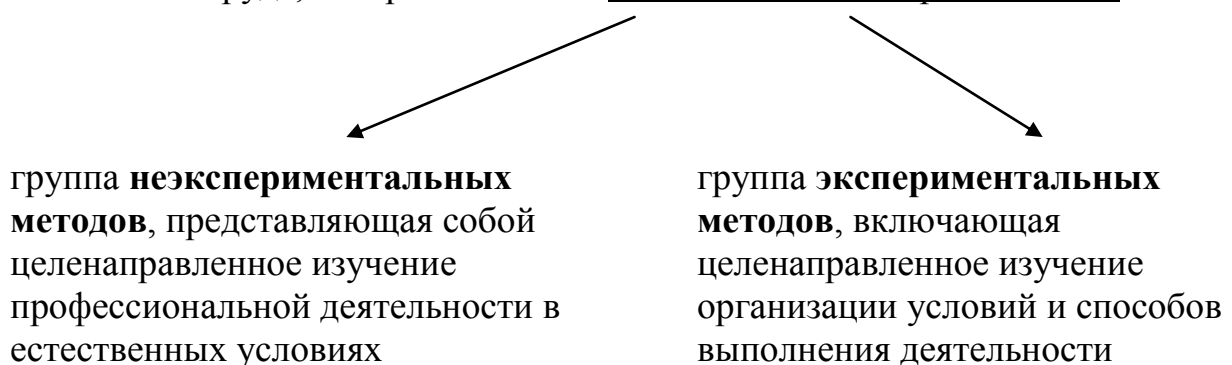 группа неэкспериментальных
методов, представляющая собой
целенаправленное изучение
профессиональной деятельности в
естественных условиях
группа экспериментальных
методов, включающая
целенаправленное изучение
организации условий и способов
выполнения деятельности